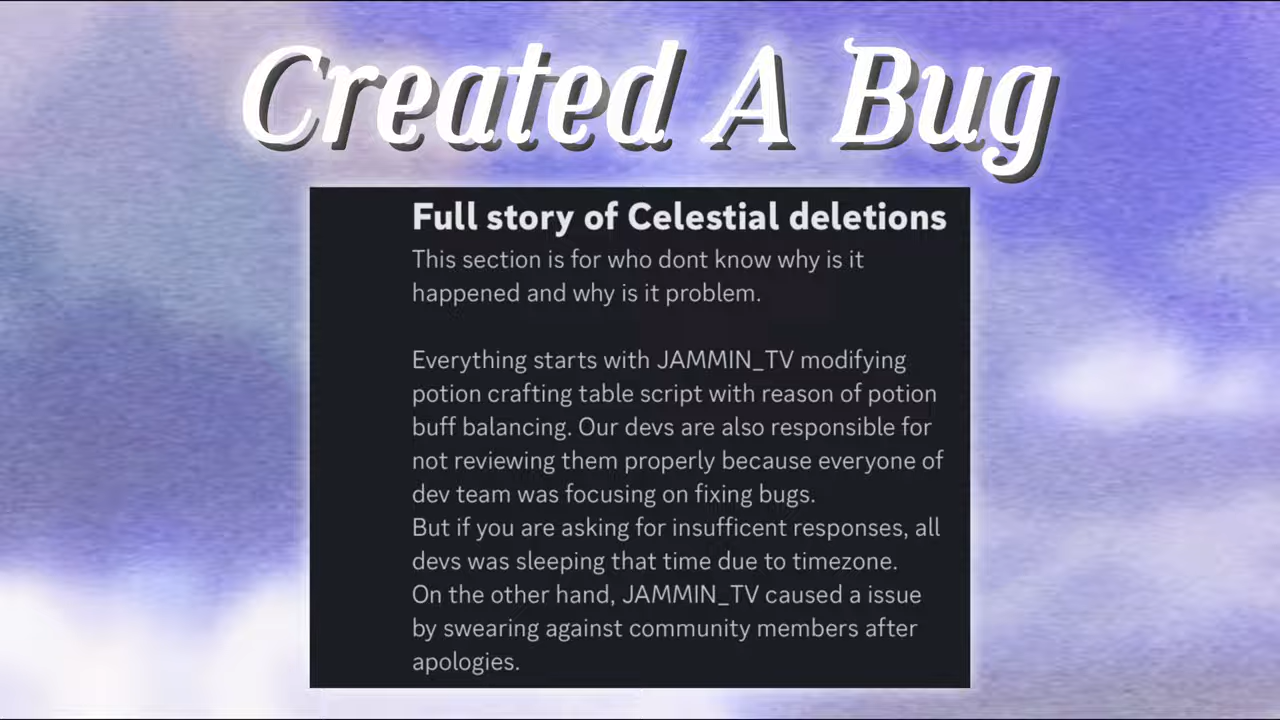 Created A Bug
Full story of Celestial deletions
This section is for who dont know why is it
happened and why is it problem.
Everything starts with JAMMIN_TV modifying
potion crafting table script with reason of potion
buff balancing. Our devs are also responsible for
not reviewing them properly because everyone of
dev team was focusing on fixing bugs.
But if you are asking for insufficent responses, all
devs was sleeping that time due to timezone.
On the other hand, JAMMIN_TV caused a issue
by swearing against community members after
apologies.